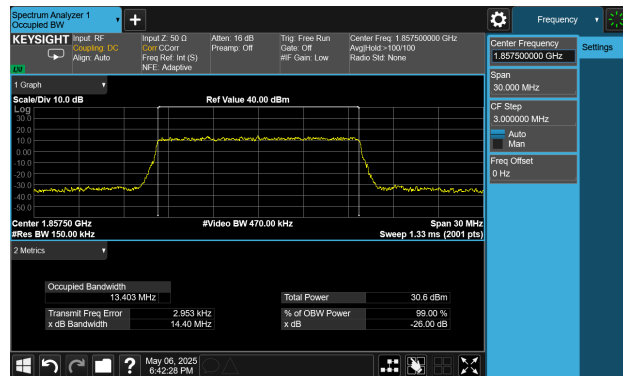 Spectrum Analyzer 1
Occupied BW
Frequency
KEYSIGHT
Input: RF
Coupling: DC
Align: Auto
Input Z: 50 Ω
Corr CCorr
Freq Ref: Int (S)
NFE: Adaptive
Atten: 16 dB
Preamp: Off
Trig: Free Run
Gate: Off
#IF Gain: Low
Center Freq: 1.857500000 GHz
Avg|Hold:>100/100
Radio Std: None
LXI
1 Graph
Scale/Div 10.0 dB
Ref Value 40.00 dBm
Log
30.0
20.0
10.0
0.00
-10.0
-20.0
-30.0
-40.0
-50.0
Center 1.85750 GHz
#Video BW 470.00 kHz
Span 30 MHz
#Res BW 150.00 kHz
Sweep 1.33 ms (2001 pts)
2 Metrics
Occupied Bandwidth
13.403 MHz
Total Power
30.6 dBm
Transmit Freq Error
2.953 kHz
% of OBW Power
99.00 %
x dB Bandwidth
14.40 MHz
x dB
-26.00 dB
May 06, 2025
6:42:28 PM
Center Frequency
1.857500000 GHz
Settings
Span
30.000 MHz
CF Step
3.000000 MHz
Auto
Man
Freq Offset
0 Hz